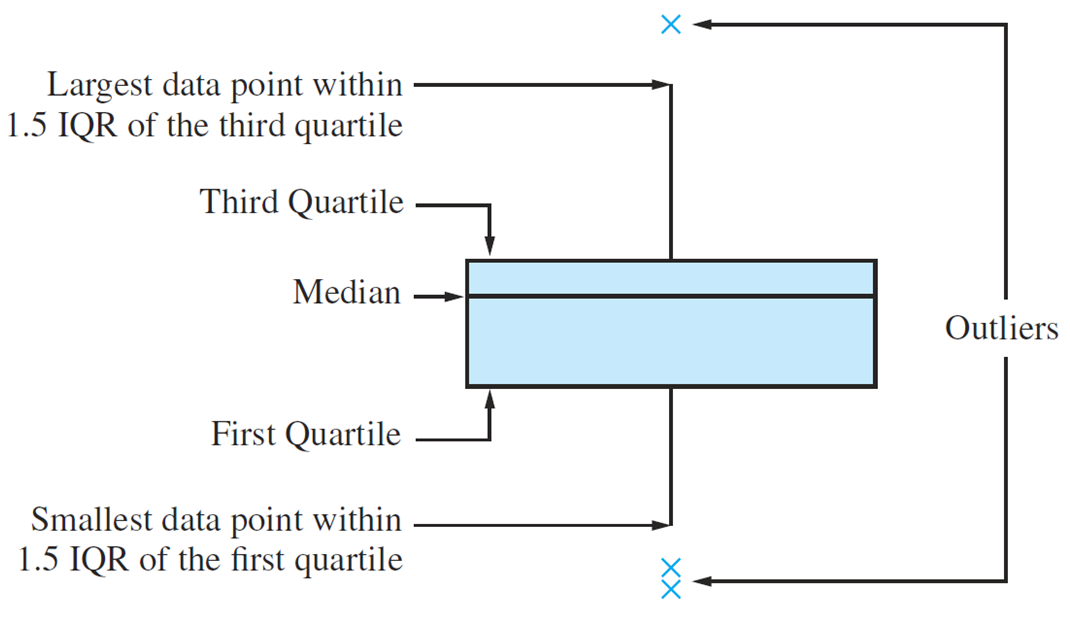 Largest data point within
1.5 IQR of the third quartile
Third Quartile
Median
Outliers
First Quartile
Smallest data point within
1.5 IQR of the first quartile